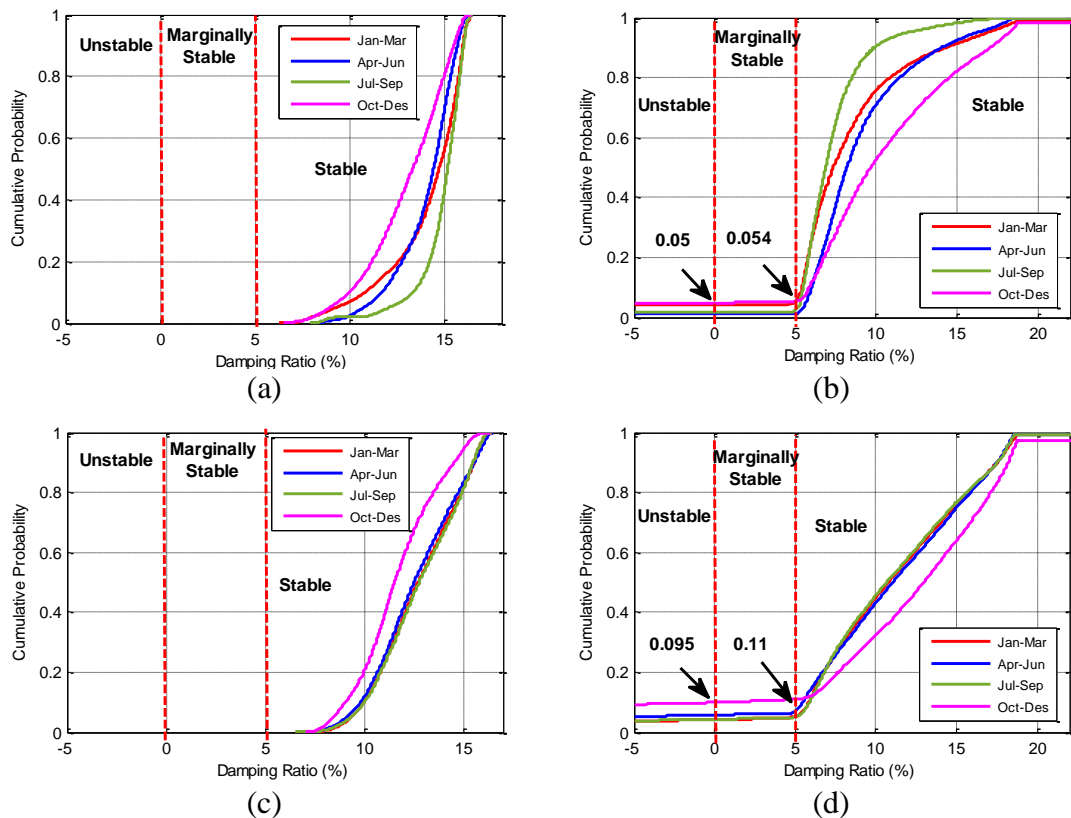 1
0.8
0.6
0.4
0.2
0
Cumulative Probability
Unstable
Marginally
Stable
Stable
Jan-Mar
Apr-Jun
Jul-Sep
Oct-Des
-5 0 5 10 15
Damping Ratio (%)
(a)
1
0.8
0.6
0.4
0.2
0
Cumulative Probability
Marginally
Stable
Unstable
Stable
0.05
0.054
Jan-Mar
Apr-Jun
Jul-Sep
Oct-Des
-5 0 5 10 15 20
Damping Ratio (%)
(b)
1
0.8
0.6
0.4
0.2
0
Cumulative Probability
Unstable
Marginally
Stable
Stable
Jan-Mar
Apr-Jun
Jul-Sep
Oct-Des
-5 0 5 10 15
Damping Ratio (%)
(c)
1
0.8
0.6
0.4
0.2
0
Cumulative Probability
Marginally
Stable
Unstable
Stable
0.095
0.11
Jan-Mar
Apr-Jun
Jul-Sep
Oct-Des
-5 0 5 10 15 20
Damping Ratio (%)
(d)